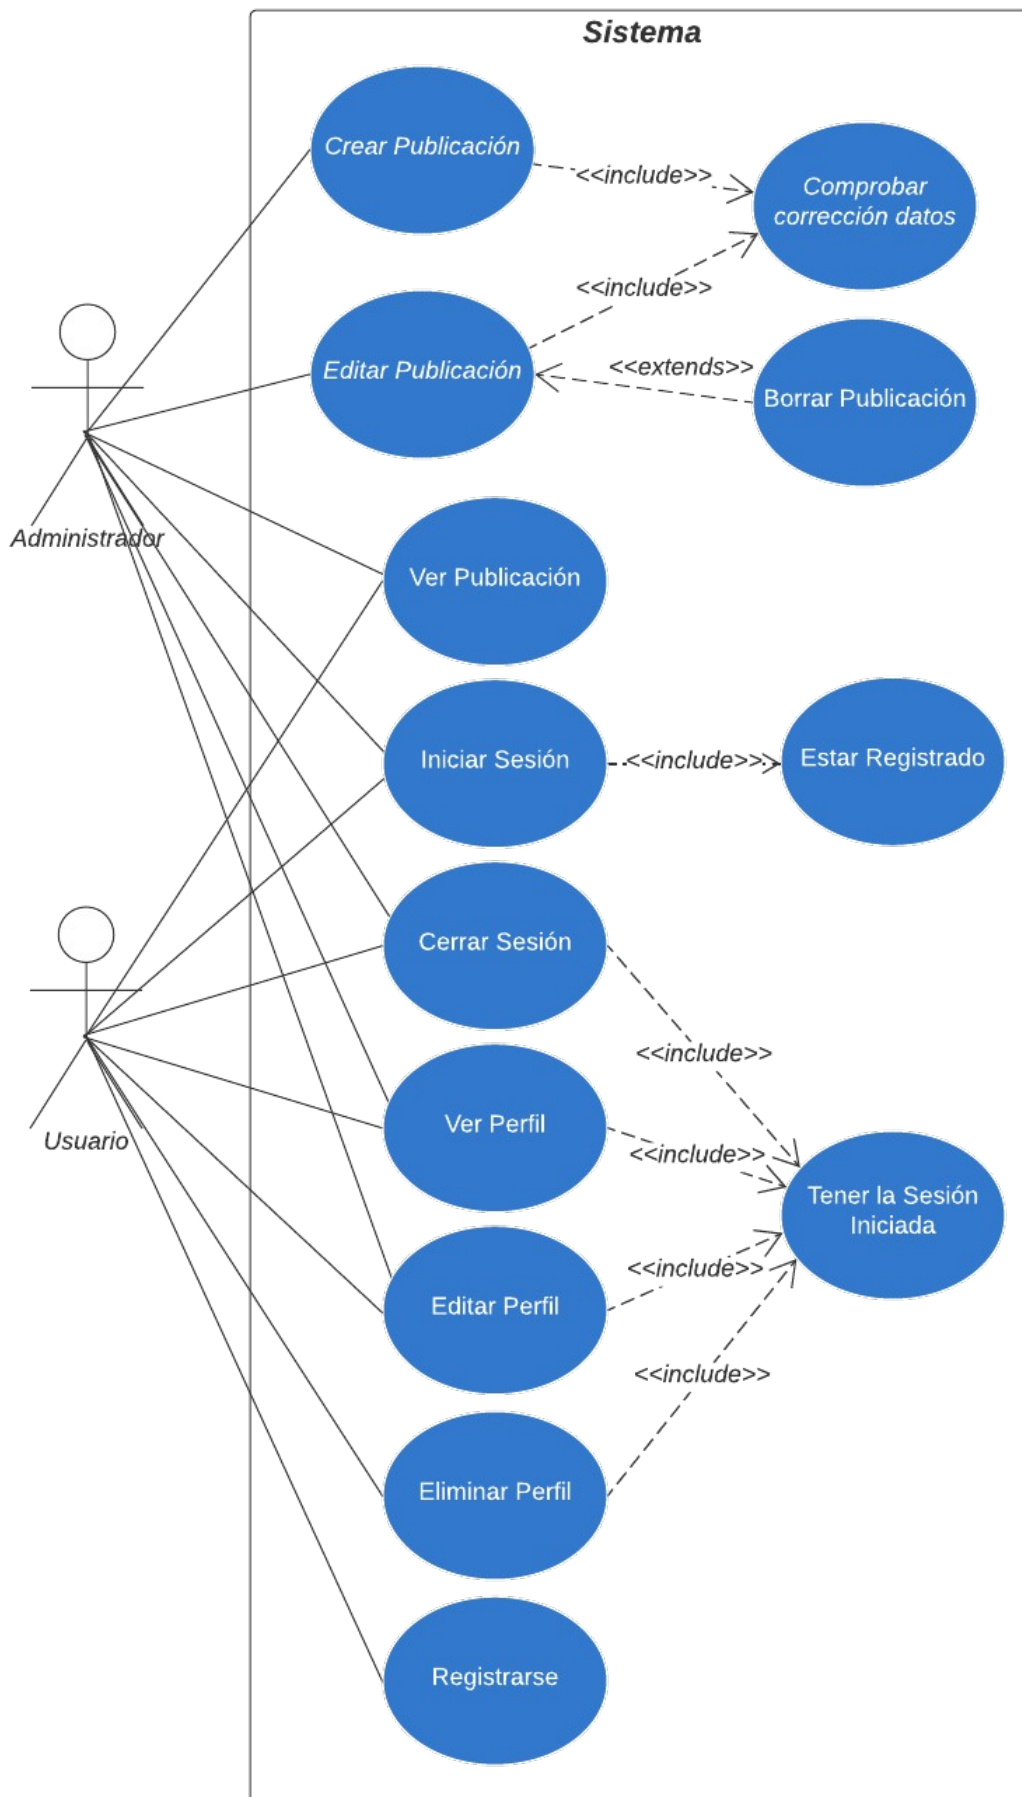 Sistema
Crear Publicación
<<include>>
Comprobar
corrección datos
<<include>>
Editar Publicación
<<extends>>
Borrar Publicación
Administrador
Ver Publicación
Iniciar Sesión
<<include>>
Estar Registrado
Cerrar Sesión
<<include>>
Usuario
Ver Perfil
<<include>>
Tener la Sesión
Iniciada
Editar Perfil
<<include>>
<<include>>
Eliminar Perfil
Registrarse